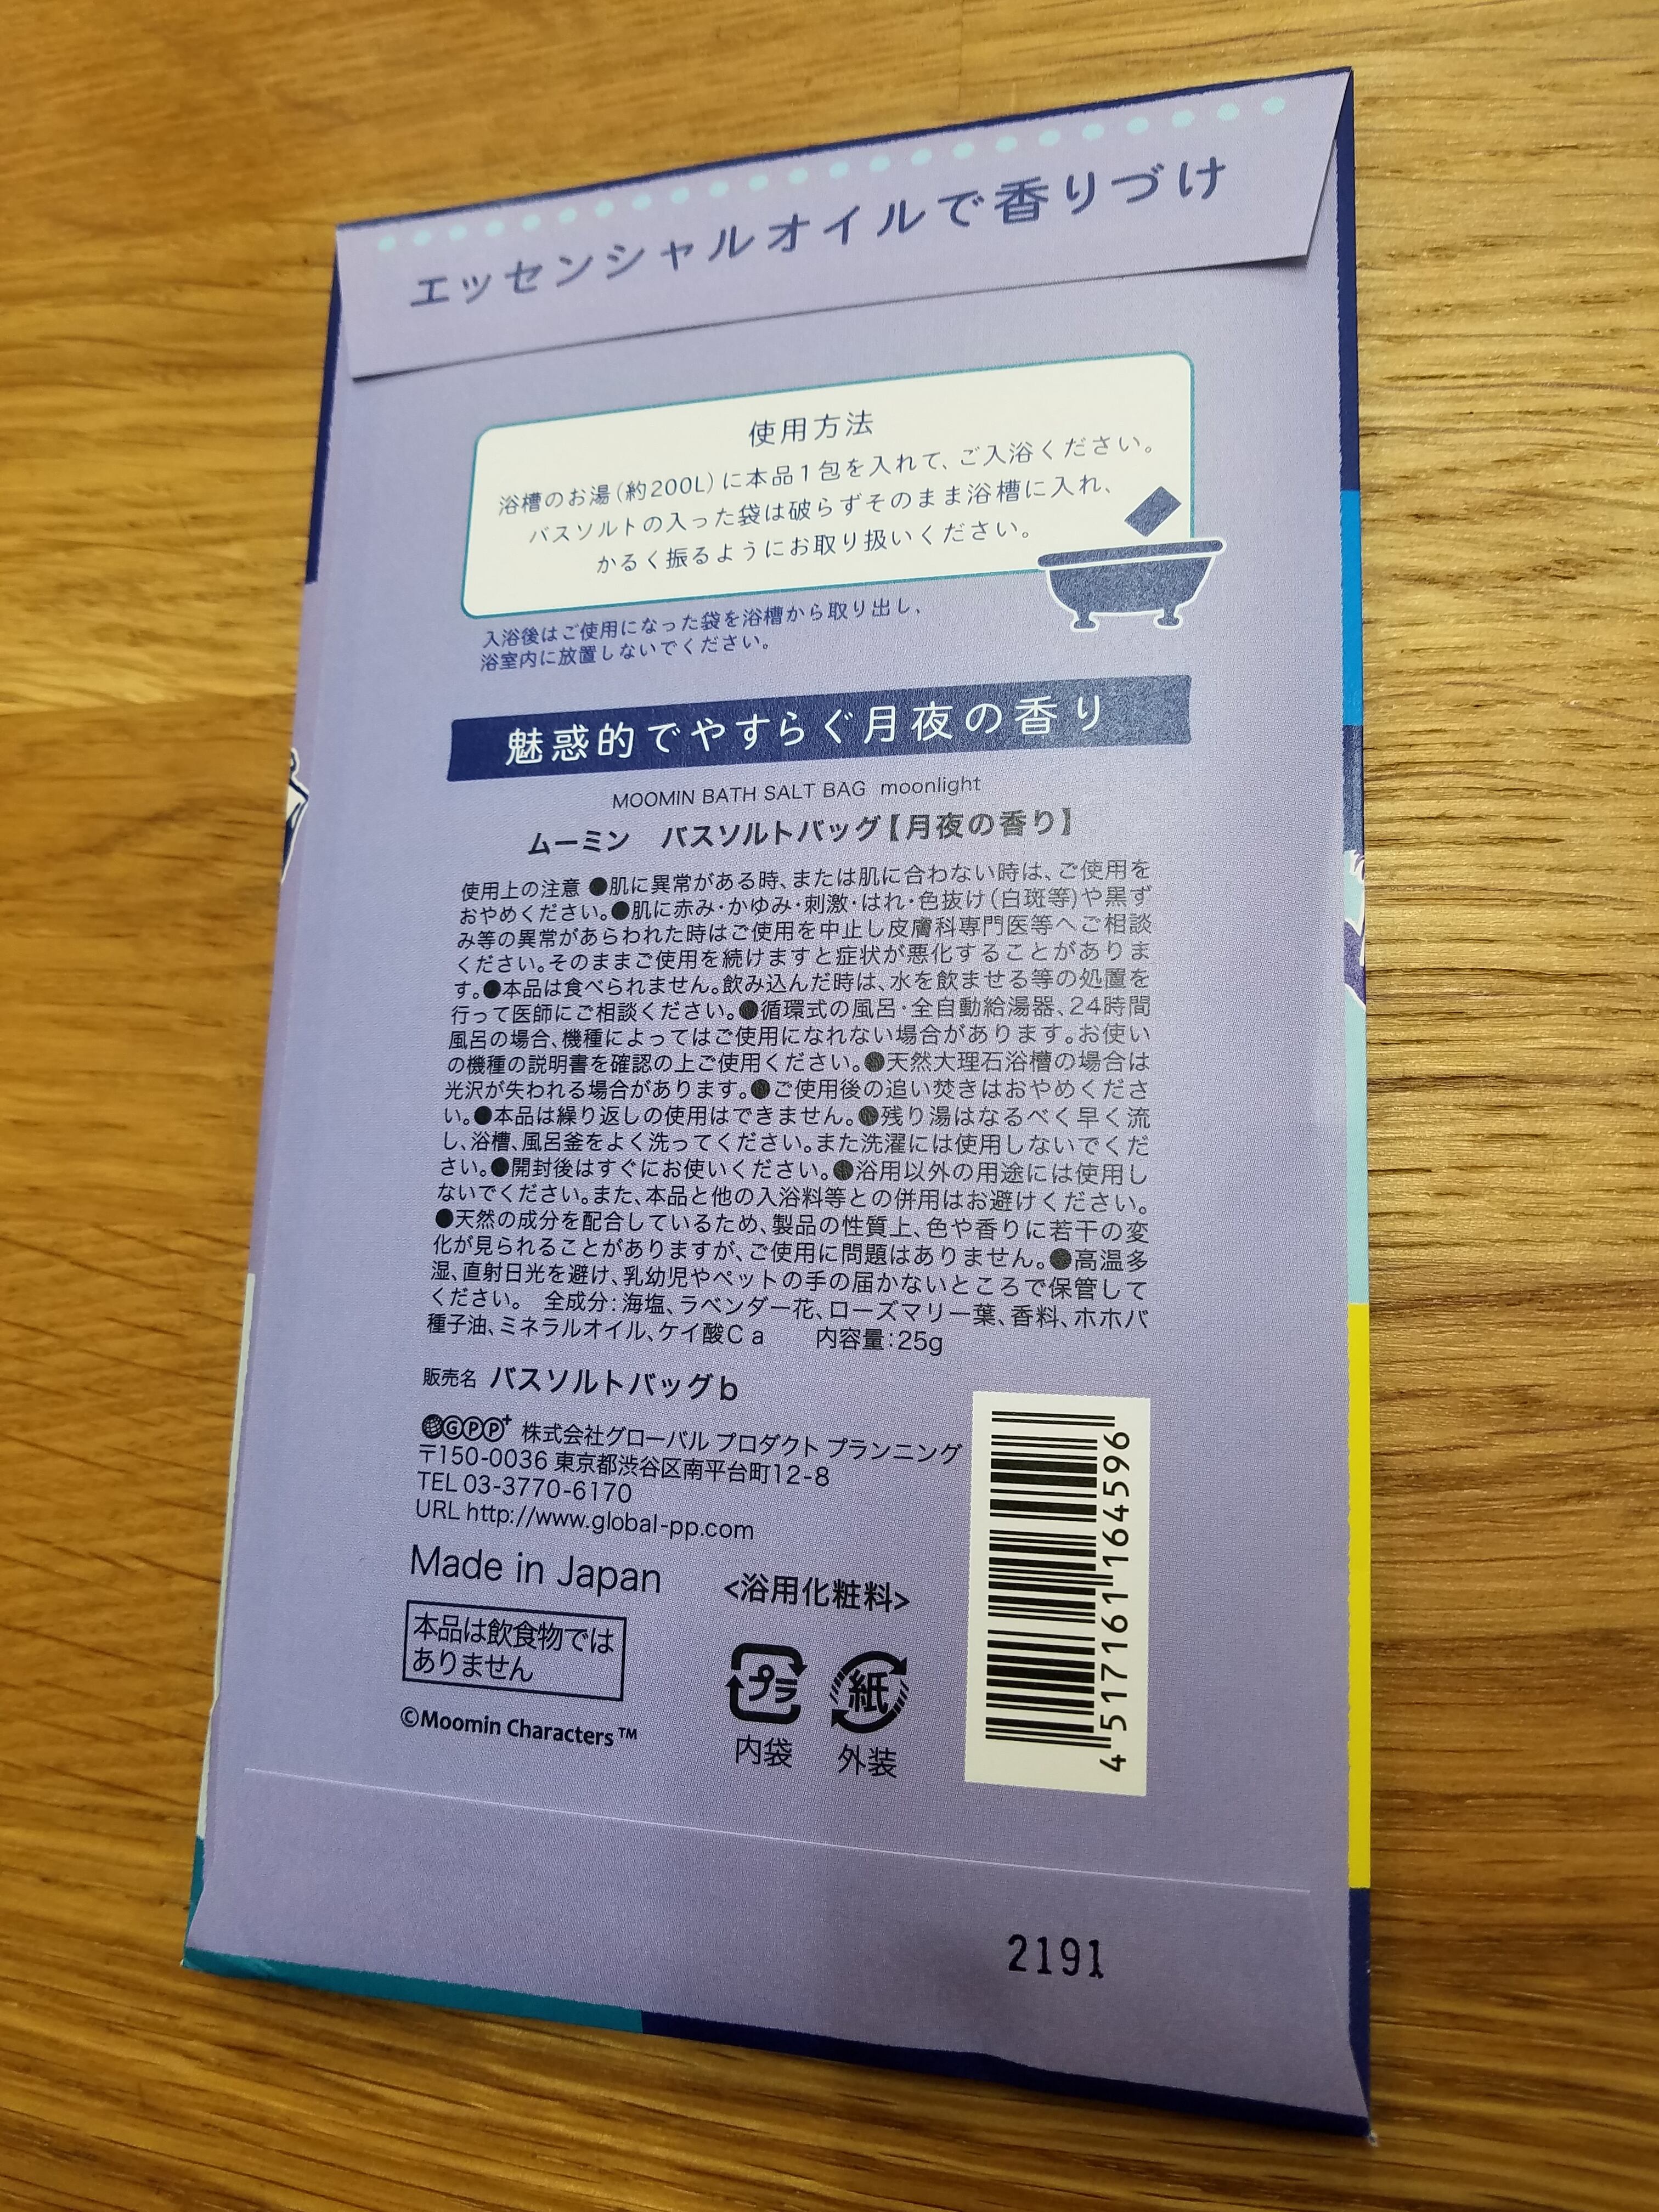 エッセンシャルオイルで香りづけ
使用方法
浴槽のお湯(約200L)に本品1包を入れて、ご入浴ください。
バスソルトの入った袋は破らずそのまま浴槽に入れ、
かるく振るようにお取り扱いください。
入浴後はご使用になった袋を浴槽から取り出し、
浴室内に放置しないでください。
魅惑的でやすらぐ月夜の香り
MOOMIN BATH SALT BAG moonlight
ムーミン　バスソルトバッグ【月夜の香り】
使用上の注意 ●肌に異常がある時、または肌に合わない時は、ご使用を
おやめください。●肌に赤み・かゆみ・刺激・はれ・色抜け(白斑等)や黒ず
み等の異常があらわれた時はご使用を中止し皮膚科専門医等へご相談
ください。そのままご使用を続けますと症状が悪化することがありま
す。●本品は食べられません。飲み込んだ時は、水を飲ませる等の処置を
行って医師にご相談ください。●循環式の風呂・全自動給湯器、24時間
風呂の場合、機種によってはご使用になれない場合があります。お使い
の機種の説明書を確認の上ご使用ください。●天然大理石浴槽の場合は
光沢が失われる場合があります。●ご使用後の追い焚きはおやめくださ
い。●本品は繰り返しの使用はできません。●残り湯はなるべく早く流
し、浴槽、風呂釜をよく洗ってください。また洗濯には使用しないでくだ
さい。●開封後はすぐにお使いください。●浴用以外の用途には使用し
ないでください。また、本品と他の入浴料等との併用はお避けください。
●天然の成分を配合しているため、製品の性質上、色や香りに若干の変
化が見られることがありますが、ご使用に問題はありません。●高温多
湿、直射日光を避け、乳幼児やペットの手の届かないところで保管して
ください。　全成分：海塩、ラベンダー花、ローズマリー葉、香料、ホホバ
種子油、ミネラルオイル、ケイ酸Ｃａ　　内容量：25g
販売名 バスソルトバッグb
GPP+ 株式会社グローバル プロダクト プランニング
〒150-0036 東京都渋谷区南平台町12-8
TEL 03-3770-6170
URL http://www.global-pp.com
Made in Japan
<浴用化粧料>
本品は飲食物では
ありません
©Moomin Characters™
プラ
内袋
紙
外装
4517161164596
2191